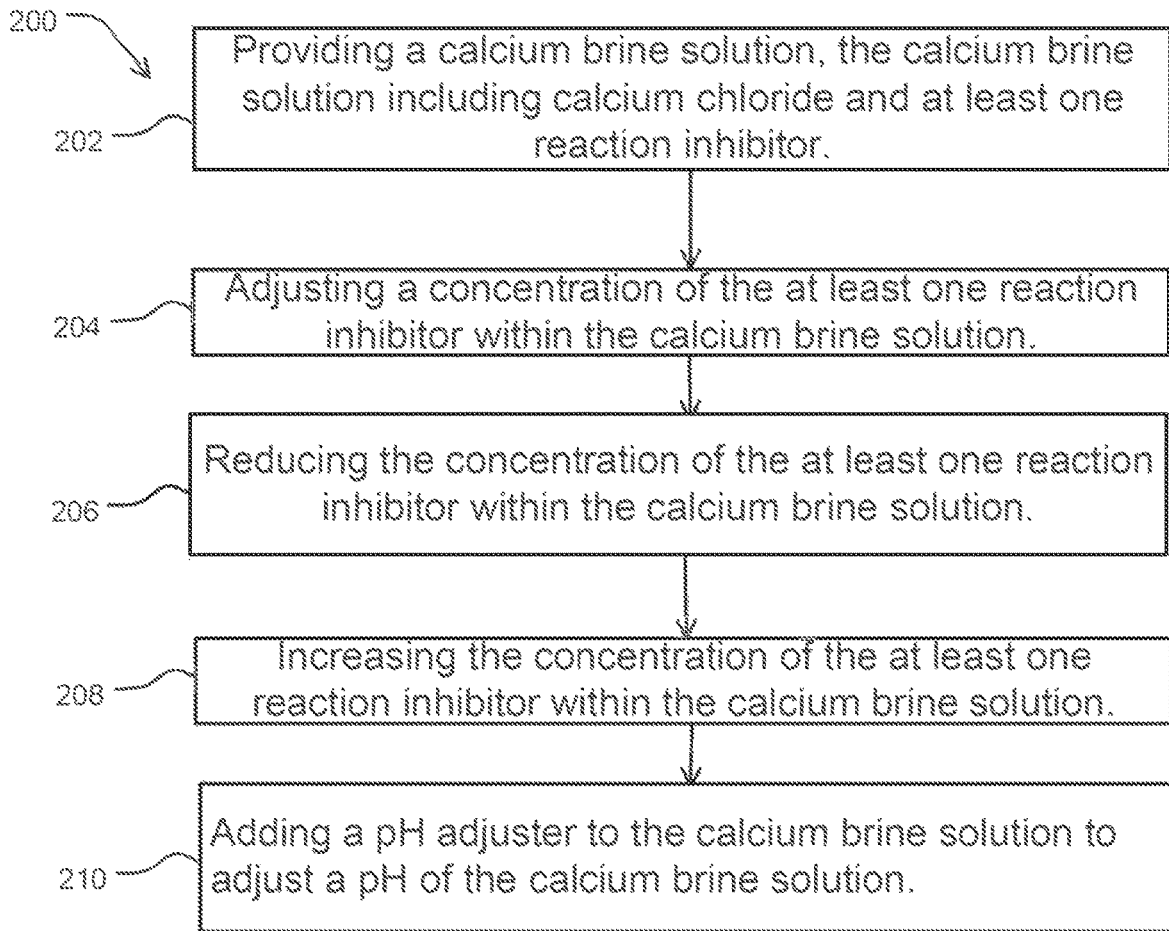 200
Providing a calcium brine solution, the calcium brine
solution including calcium chloride and at least one
reaction inhibitor.
202
Adjusting a concentration of the at least one reaction
inhibitor within the calcium brine solution.
204
Reducing the concentration of the at least one reaction
inhibitor within the calcium brine solution.
206
Increasing the concentration of the at least one
reaction inhibitor within the calcium brine solution.
208
Adding a pH adjuster to the calcium brine solution to
adjust a pH of the calcium brine solution.
210